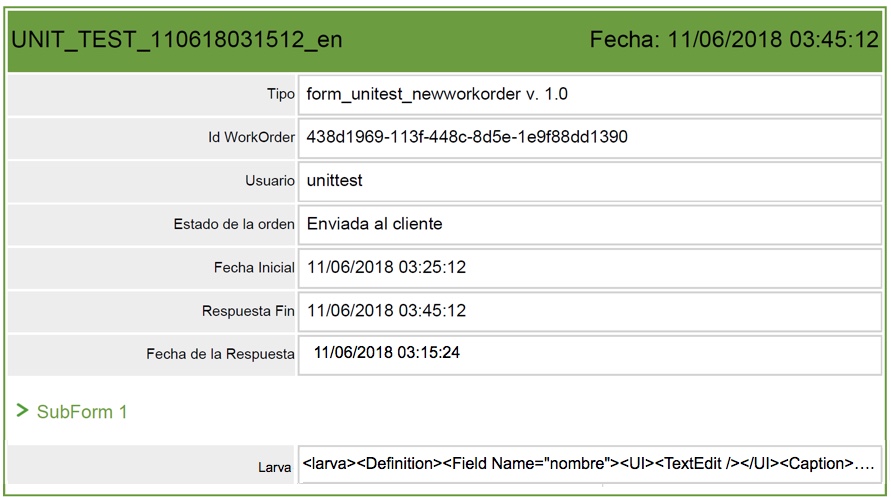 UNIT_TEST_110618031512_en Fecha: 11/06/2018 03:45:12
Tipo form_unitest_newworkorder v. 1.0
Id WorkOrder 438d1969-113f-448c-8d5e-1e9f88dd1390
Usuario unittest
Estado de la orden Enviada al cliente
Fecha Inicial 11/06/2018 03:25:12
Respuesta Fin 11/06/2018 03:45:12
Fecha de la Respuesta 11/06/2018 03:15:24
> SubForm 1
Larva <larva><Definition><Field Name="nombre"><UI><TextEdit /></UI><Caption>....